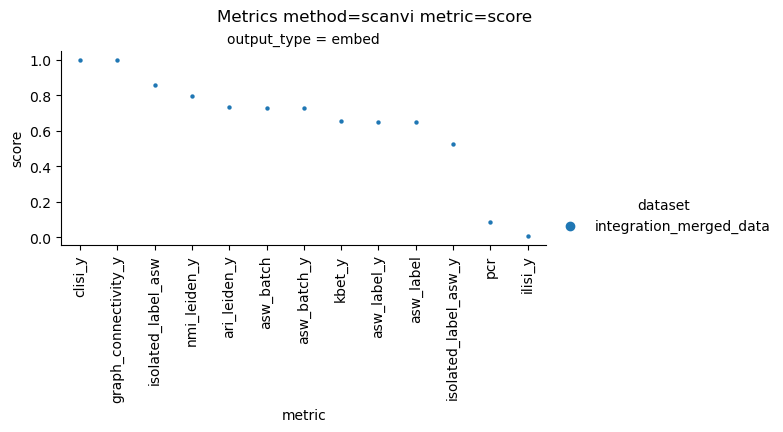 Metrics method=scanvi metric=score
output_type = embed
1.0
0.8
0.6
0.4
0.2
0.0
score
clisi_y
graph_connectivity_y
isolated_label_asw
nmi_leiden_y
ari_leiden_y
asw_batch
asw_batch_y
kbet_y
asw_label_y
asw_label
isolated_label_asw_y
pcr
ilisi_y
metric
dataset
integration_merged_data